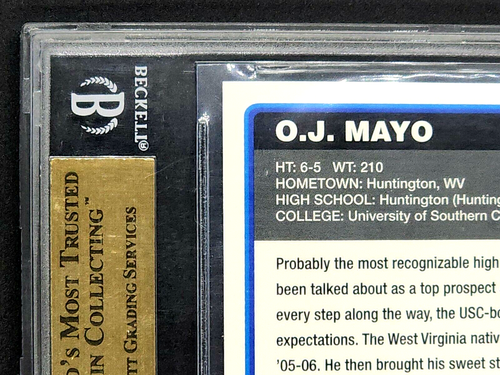 B
BECKETT®
D'S MOST TRUSTED
IN COLLECTING™
TT GRADING SERVICES
O.J. MAYO
HT: 6-5 WT: 210
HOMETOWN: Huntington, WV
HIGH SCHOOL: Huntington (Hunting
COLLEGE: University of Southern C
Probably the most recognizable high
been talked about as a top prospect
every step along the way, the USC-bo
expectations. The West Virginia nativ
'05-06. He then brought his sweet st